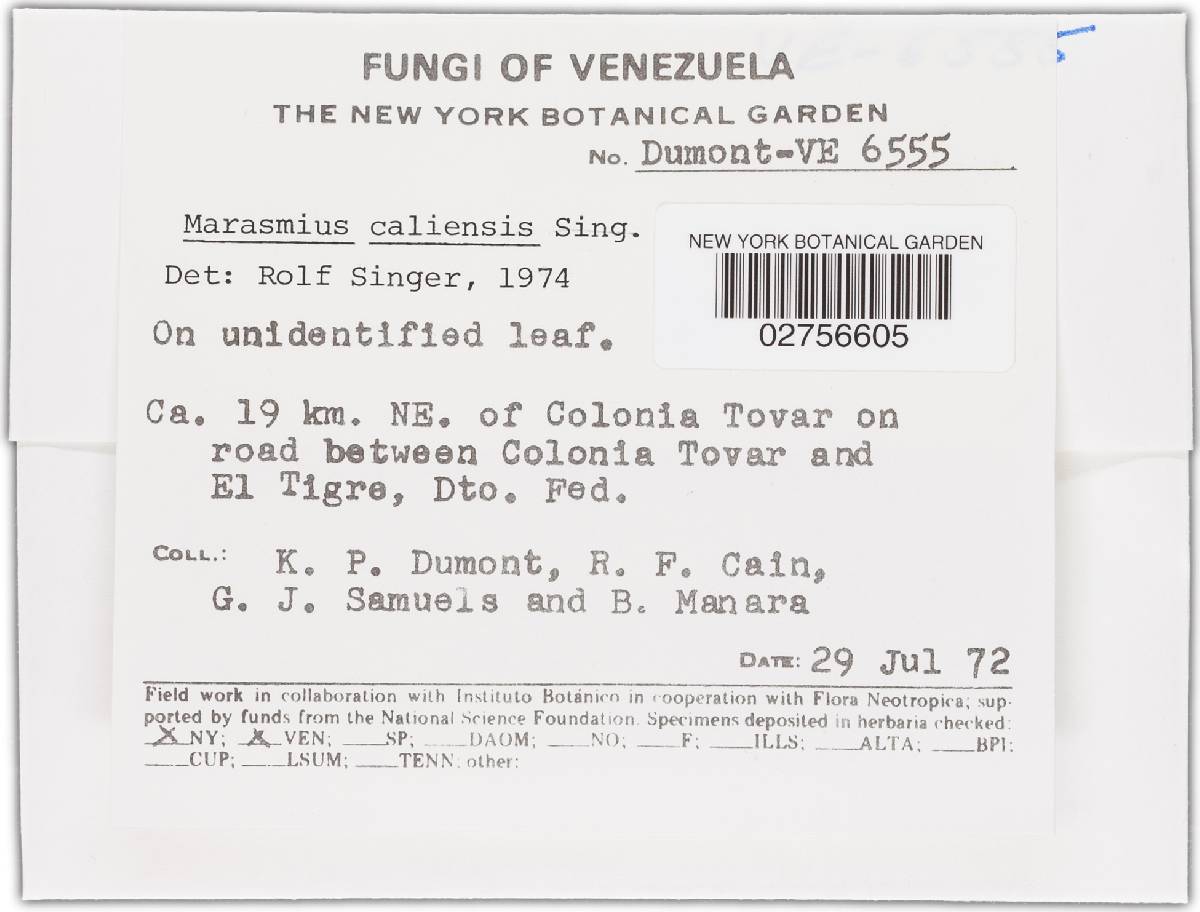 FUNGI OF VENEZUELA
THE NEW YORK BOTANICAL GARDEN
No. Dumont-VE 6555
Marasmius caliensis Sing.
Det: Rolf Singer, 1974
NEW YORK BOTANICAL GARDEN
02756605
On unidentified leaf.
Ca. 19 km. NE. of Colonia Tovar on
road between Colonia Tovar and
El Tigre, Dto. Fed.
COLL.: K. P. Dumont, R. F. Cain,
G. J. Samuels and B. Manara
DATE: 29 Jul 72
Field work in collaboration with Instituto Botánico in cooperation with Flora Neotropica; sup-
ported by funds from the National Science Foundation. Specimens deposited in herbaria checked:
X NY; X VEN; ___SP; ___DAOM; ___NO; ___F; ___ILLS; ___ALTA; ___BPI;
___CUP; ___LSUM; ___TENN; other: